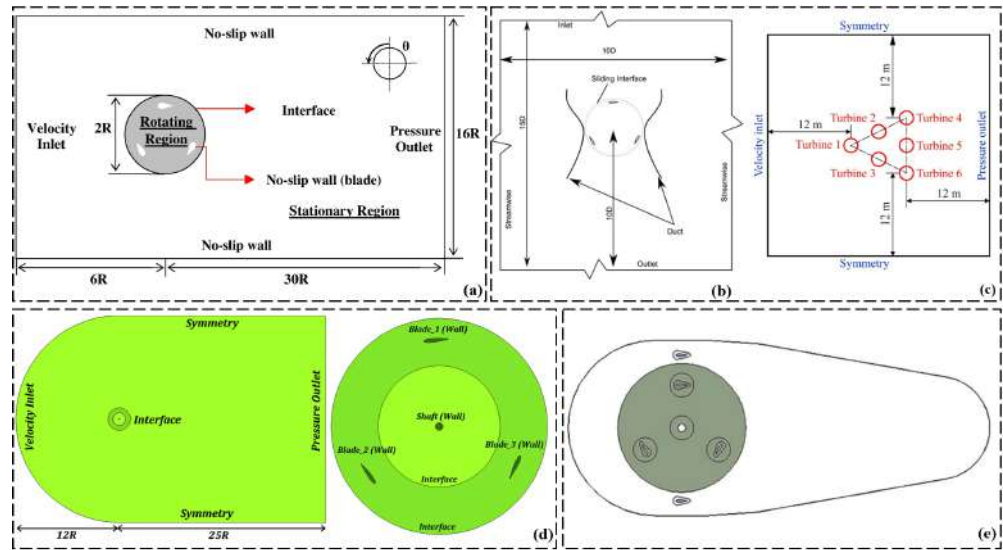 No-slip wall
θ
Interface
2R
Rotating
Region
Velocity
Inlet
Pressure
Outlet
16R
No-slip wall (blade)
Stationary Region
No-slip wall
6R
30R
(a)
Inlet
10D
Sliding Interface
15D
10D
Streamwise
Streamwise
Duct
Outlet
(b)
Symmetry
12 m
Velocity inlet
12 m
Turbine 2
Turbine 4
Turbine 1
Turbine 5
Turbine 3
Turbine 6
Pressure outlet
12 m
12 m
Symmetry
(c)
Symmetry
Velocity Inlet
Interface
Pressure Outlet
Symmetry
12R
25R
Blade_1 (Wall)
Shaft (Wall)
Blade_2 (Wall)
Blade_3 (Wall)
Interface
Interface
(d)
(e)